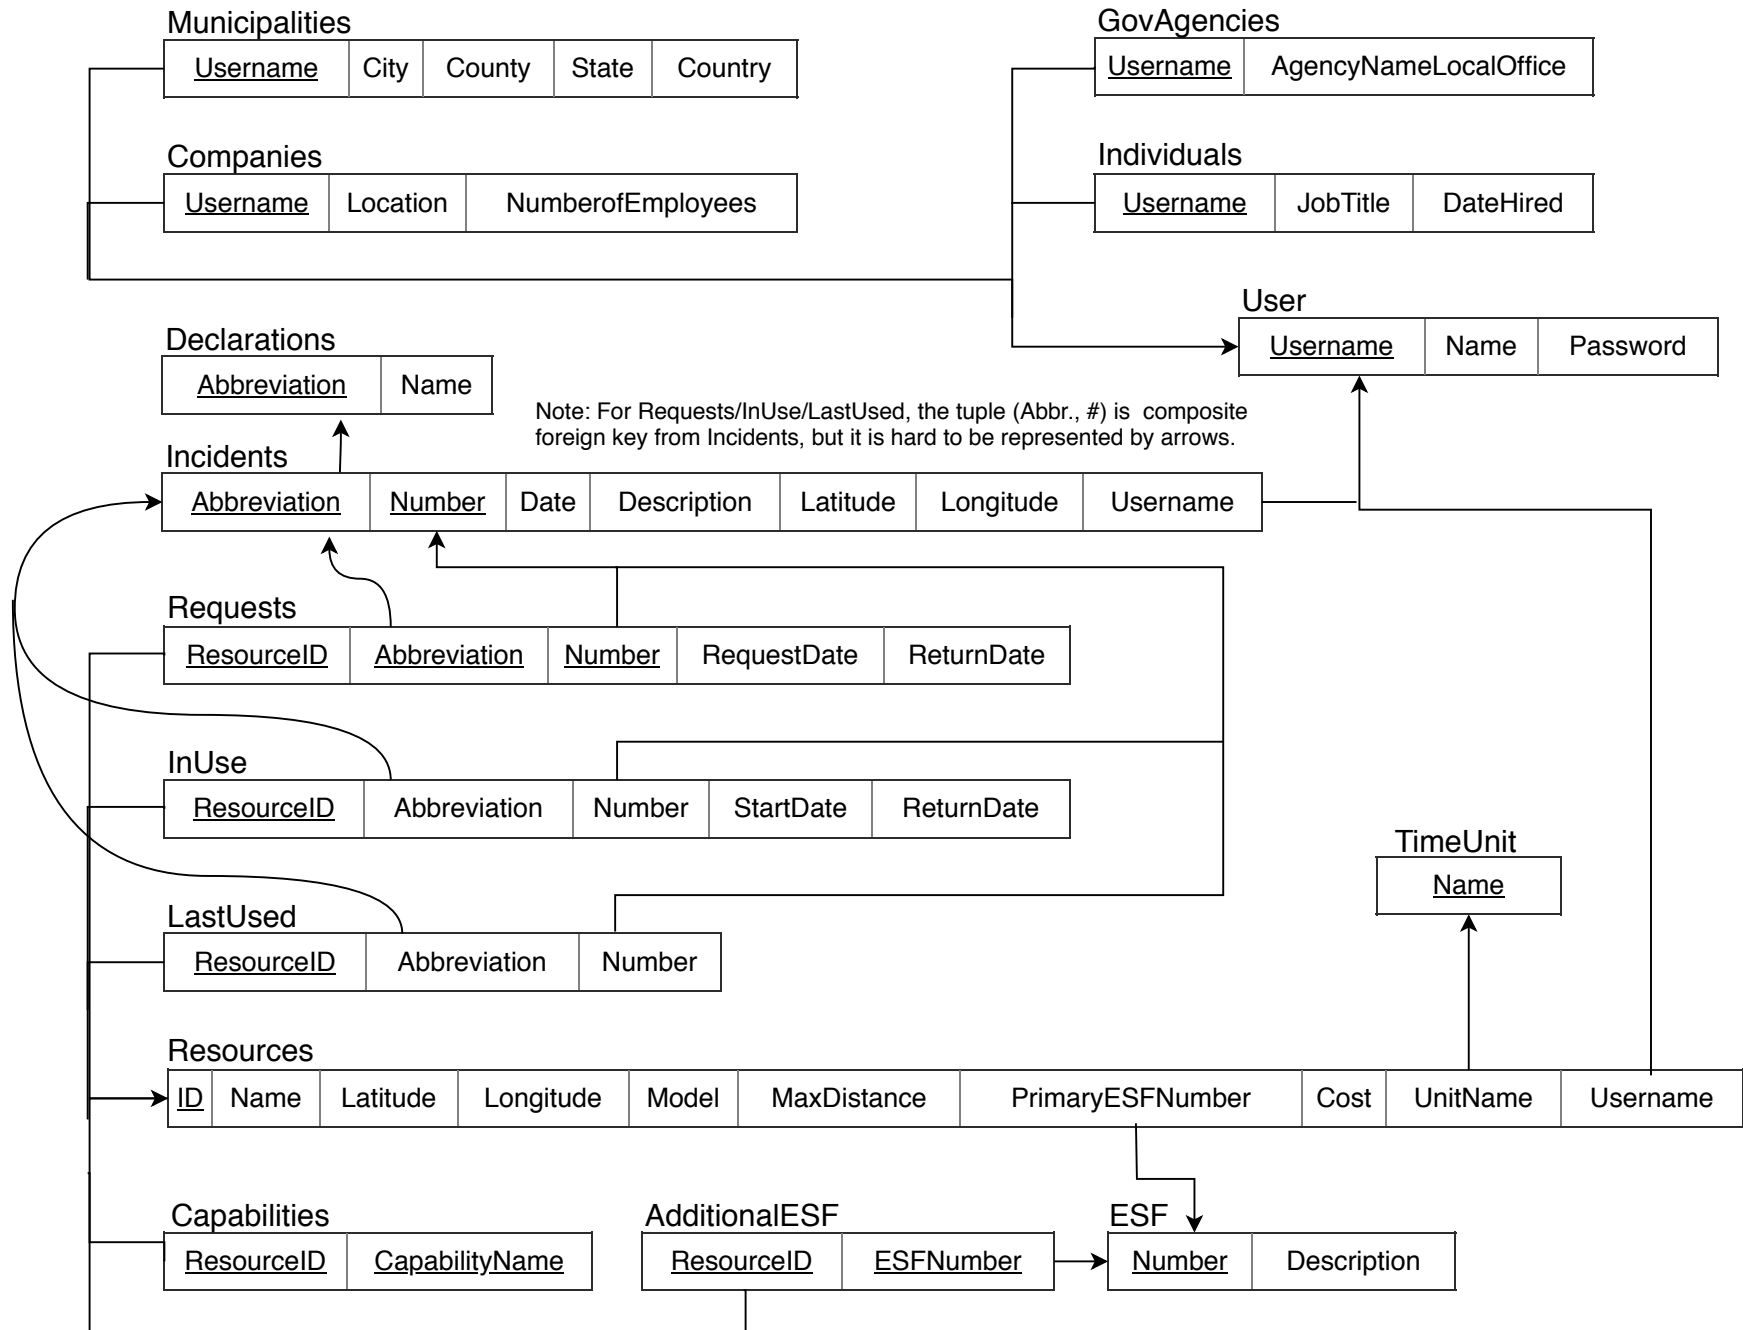 Municipalities
Username City County State Country
GovAgencies
Username AgencyNameLocalOffice
Companies
Username Location NumberofEmployees
Individuals
Username JobTitle DateHired
User
Username Name Password
Declarations
Abbreviation Name
Note: For Requests/InUse/LastUsed, the tuple (Abbr., #) is composite
foreign key from Incidents, but it is hard to be represented by arrows.
Incidents
Abbreviation Number Date Description Latitude Longitude Username
Requests
ResourceID Abbreviation Number RequestDate ReturnDate
InUse
ResourceID Abbreviation Number StartDate ReturnDate
TimeUnit
Name
LastUsed
ResourceID Abbreviation Number
Resources
ID Name Latitude Longitude Model MaxDistance PrimaryESFNumber Cost UnitName Username
Capabilities
ResourceID CapabilityName
AdditionalESF
ResourceID ESFNumber
ESF
Number Description